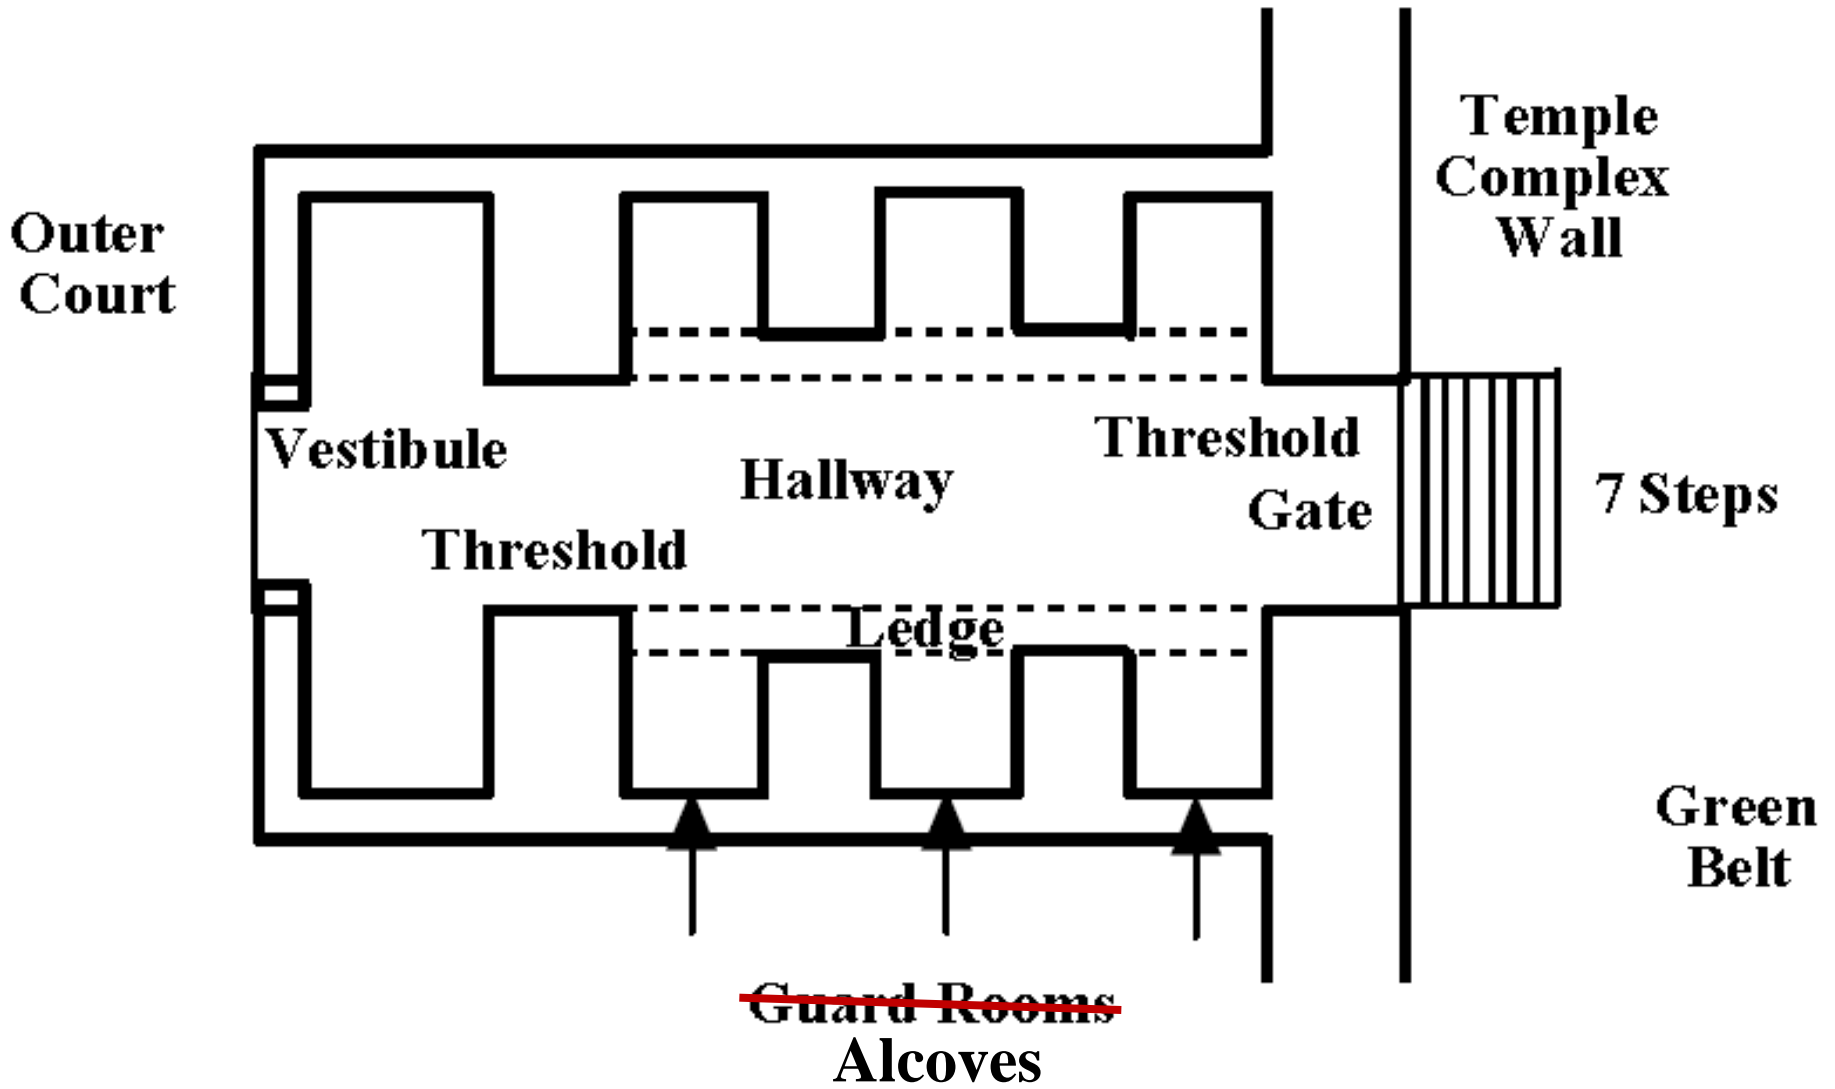 Temple
Complex
Wall
Outer
Court
Vestibule
Hallway
Threshold
Gate
7 Steps
Threshold
Ledge
Green
Belt
Guard Rooms
Alcoves